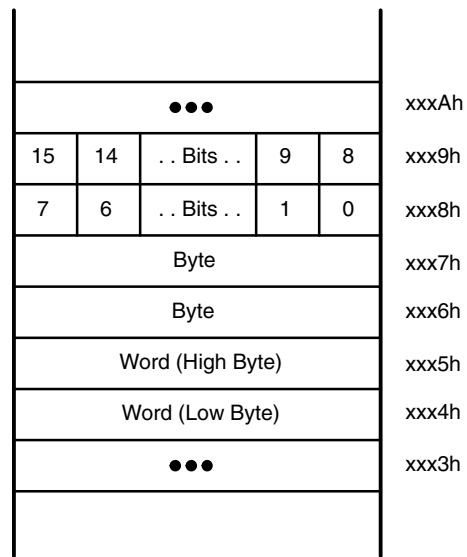 ●●● xxxAh
15 14 . . Bits . . 9 8 xxx9h
7 6 . . Bits . . 1 0 xxx8h
Byte xxx7h
Byte xxx6h
Word (High Byte) xxx5h
Word (Low Byte) xxx4h
●●● xxx3h